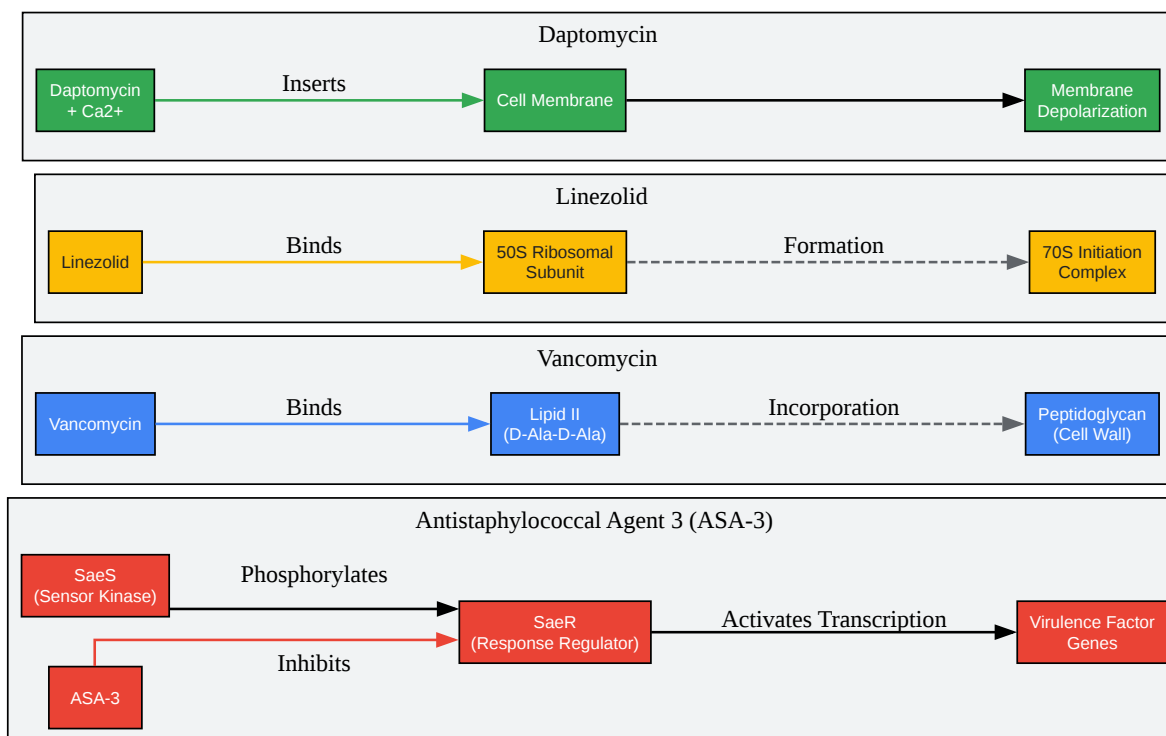 Daptomycin
Daptomycin
+ Ca2+
Inserts
Cell Membrane
Membrane
Depolarization
Linezolid
Linezolid
Binds
50S Ribosomal
Subunit
Formation
70S Initiation
Complex
Vancomycin
Vancomycin
Binds
Lipid II
(D-Ala-D-Ala)
Incorporation
Peptidoglycan
(Cell Wall)
Antistaphylococcal Agent 3 (ASA-3)
SaeS
(Sensor Kinase)
Phosphorylates
SaeR
(Response Regulator)
Activates Transcription
Virulence Factor
Genes
Inhibits
ASA-3